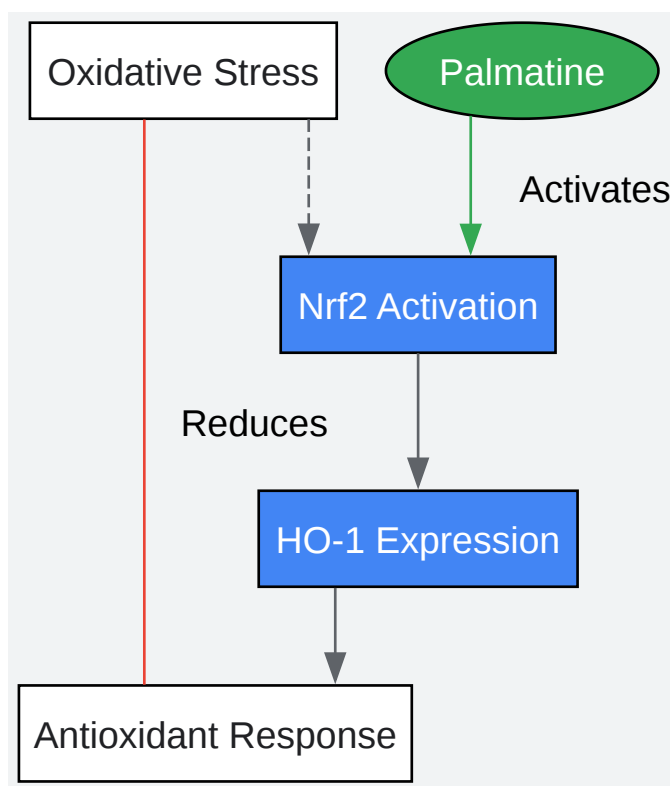 Oxidative Stress
Palmatine
Activates
Nrf2 Activation
Reduces
HO-1 Expression
Antioxidant Response